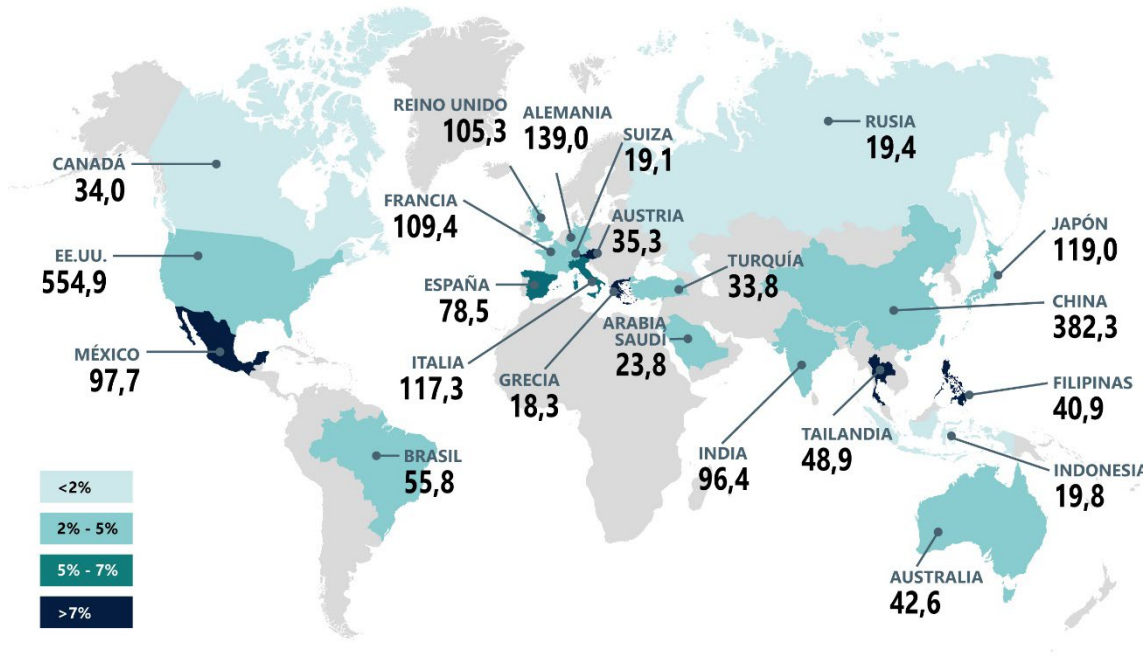 REINO UNIDO
105,3
ALEMANIA
139,0
SUIZA
19,1
RUSIA
19,4
CANADÁ
34,0
FRANCIA
109,4
AUSTRIA
35,3
JAPÓN
119,0
EE.UU.
554,9
ESPAÑA
78,5
TURQUÍA
33,8
CHINA
382,3
MÉXICO
97,7
ITALIA
117,3
GRECIA
18,3
ARABIA
SAUDÍ
23,8
FILIPINAS
40,9
BRASIL
55,8
INDIA
96,4
TAILANDIA
48,9
INDONESIA
19,8
<2%
2% - 5%
5% - 7%
>7%
AUSTRALIA
42,6